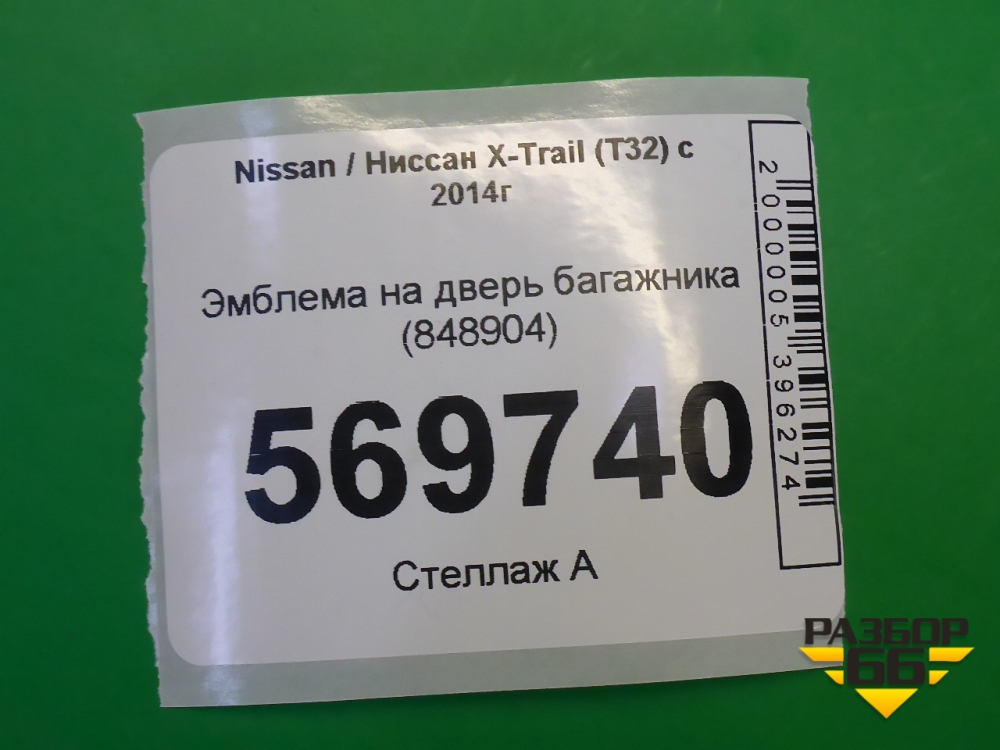 Nissan / Ниссан X-Trail (T32) с
2014г
Эмблема на дверь багажника
(848904)
569740
Стеллаж А
2000005396274
РАЗБОР
66